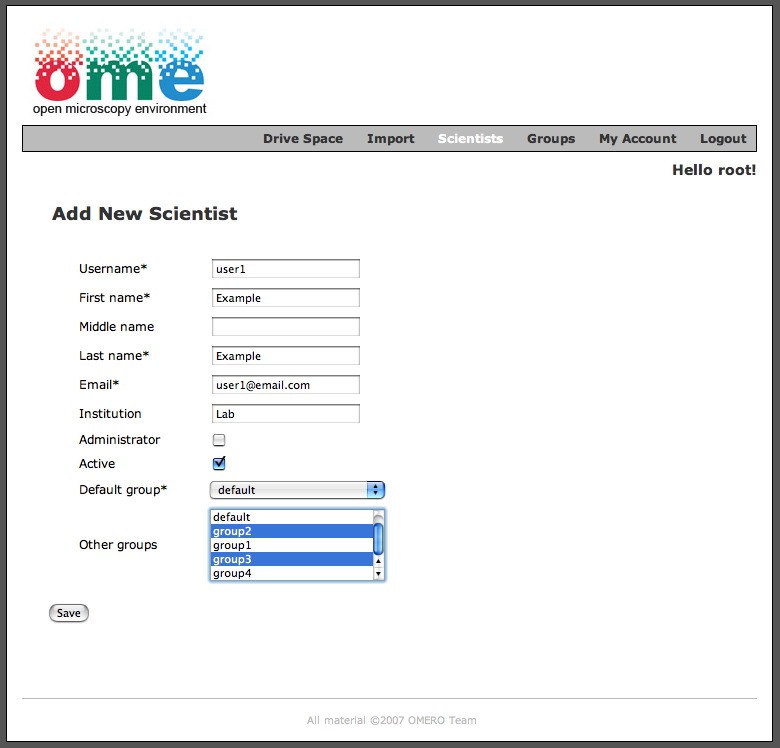 ome
open microscopy environment
Drive Space Import Scientists Groups My Account Logout
Hello root!
Add New Scientist
Username* user1
First name* Example
Middle name
Last name* Example
Email* user1@email.com
Institution Lab
Administrator
Active
Default group* default
Other groups
default
group2
group1
group3
group4
Save
All material ©2007 OMERO Team